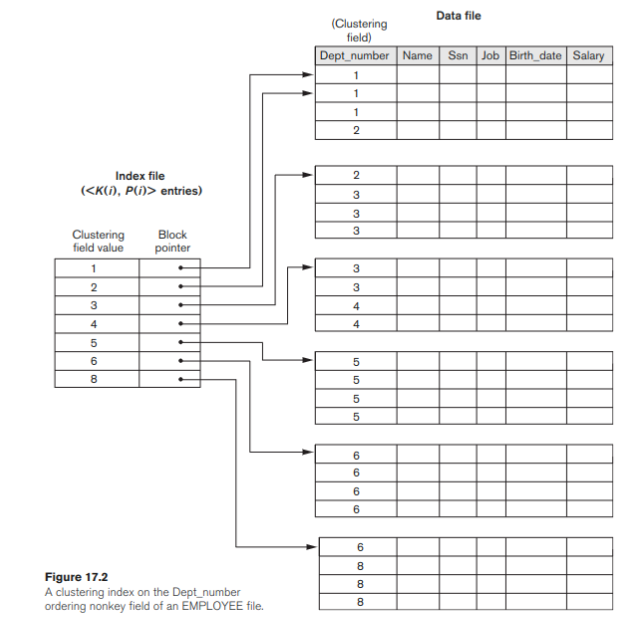 Data file
(Clustering
field)
Dept_number Name Ssn Job Birth_date Salary
1
1
1
2
2
3
3
3
3
3
4
4
5
5
5
5
6
6
6
6
6
8
8
8
Index file
(<K(i), P(i)> entries)
Clustering
field value
Block
pointer
1
2
3
4
5
6
8
Figure 17.2
A clustering index on the Dept_number
ordering nonkey field of an EMPLOYEE file.